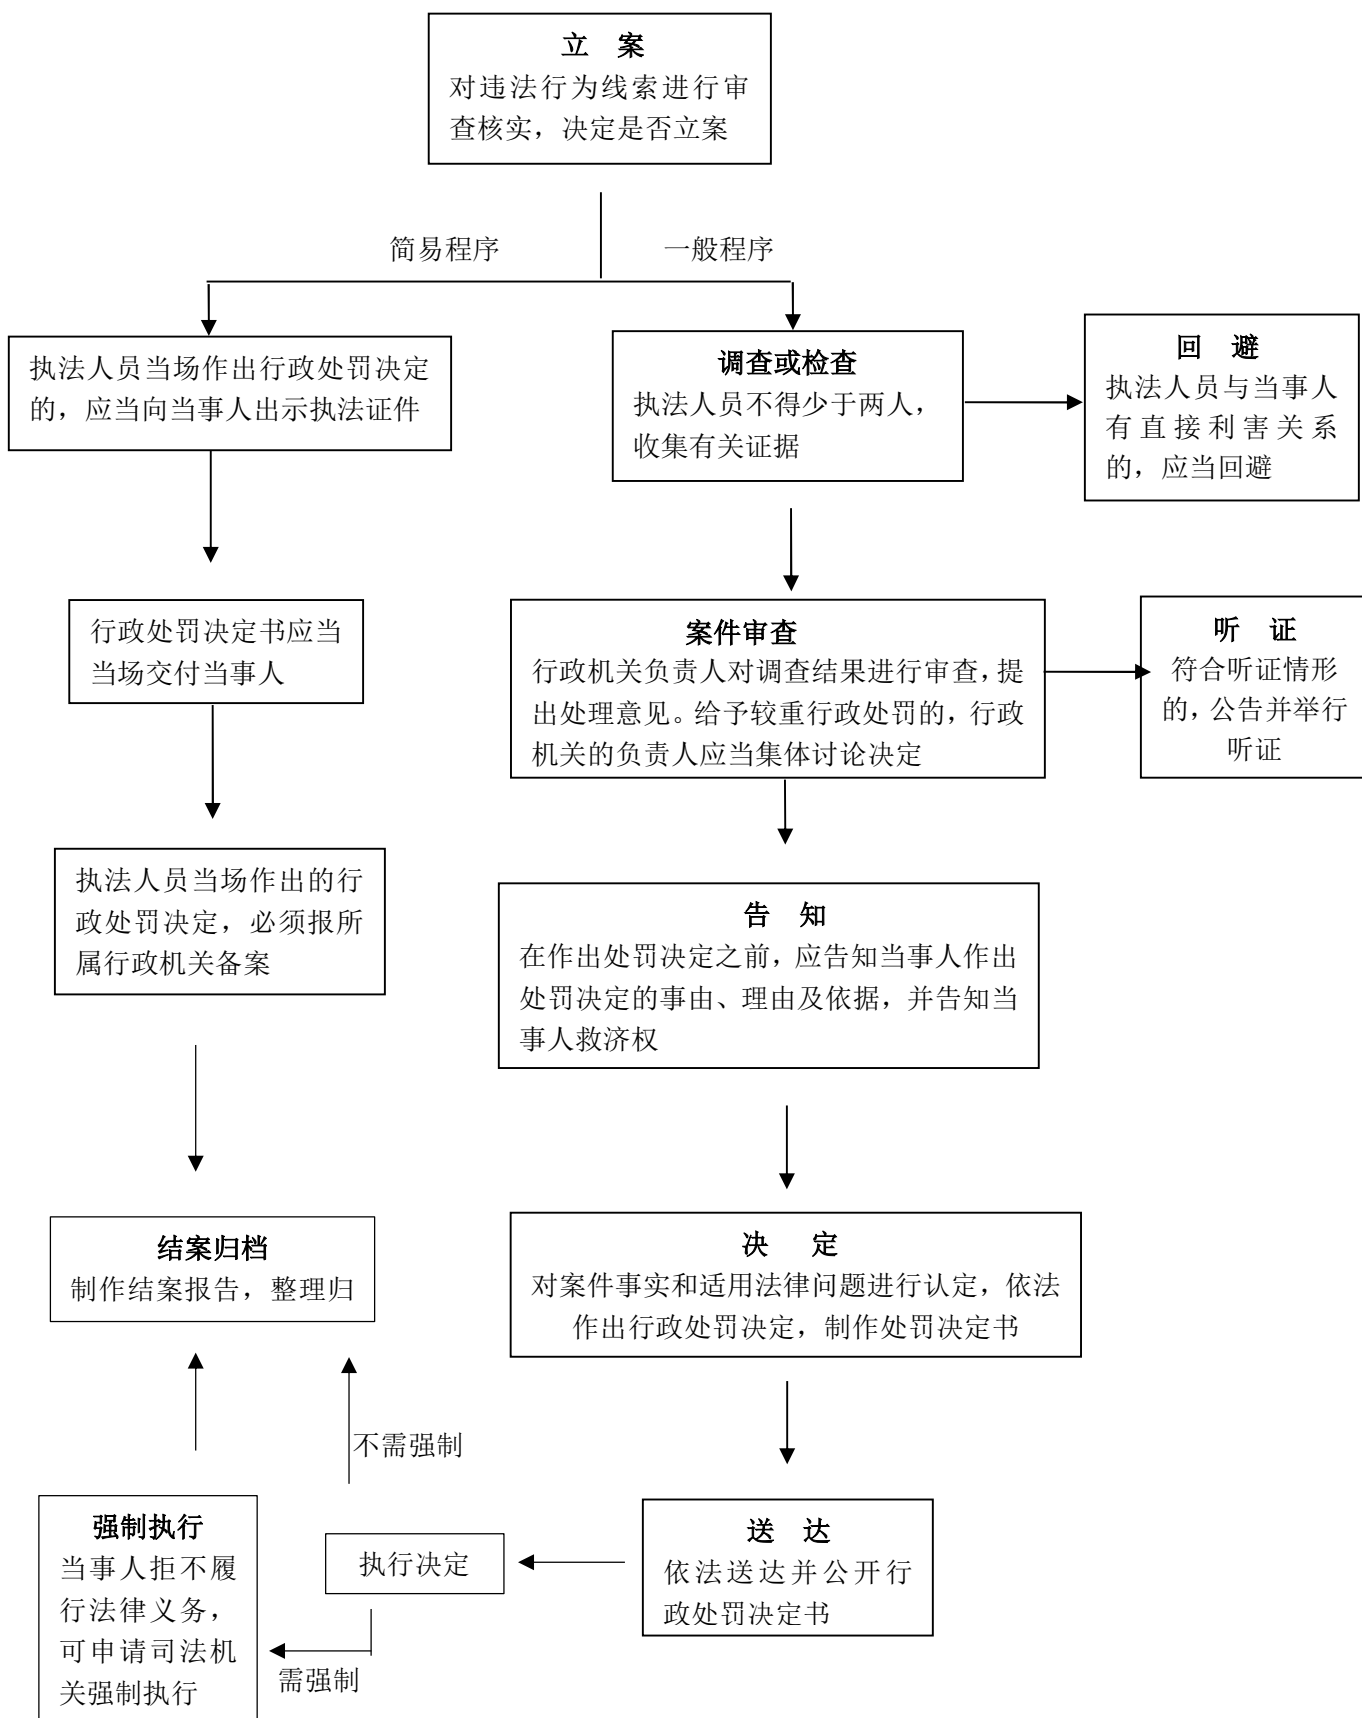 立 案
对违法行为线索进行审
查核实，决定是否立案
简易程序
一般程序
执法人员当场作出行政处罚决定
的，应当向当事人出示执法证件
调查或检查
执法人员不得少于两人，
收集有关证据
回 避
执法人员与当事人
有直接利害关系
的，应当回避
行政处罚决定书应当
当场交付当事人
案件审查
行政机关负责人对调查结果进行审查，提
出处理意见。给予较重行政处罚的，行政
机关的负责人应当集体讨论决定
听 证
符合听证情形
的，公告并举行
听证
执法人员当场作出的行
政处罚决定，必须报所
属行政机关备案
告 知
在作出处罚决定之前，应告知当事人作出
处罚决定的事由、理由及依据，并告知当
事人救济权
结案归档
制作结案报告，整理归
决 定
对案件事实和适用法律问题进行认定，依法
作出行政处罚决定，制作处罚决定书
不需强制
强制执行
当事人拒不履
行法律义务，
可申请司法机
关强制执行
执行决定
需强制
送 达
依法送达并公开行
政处罚决定书